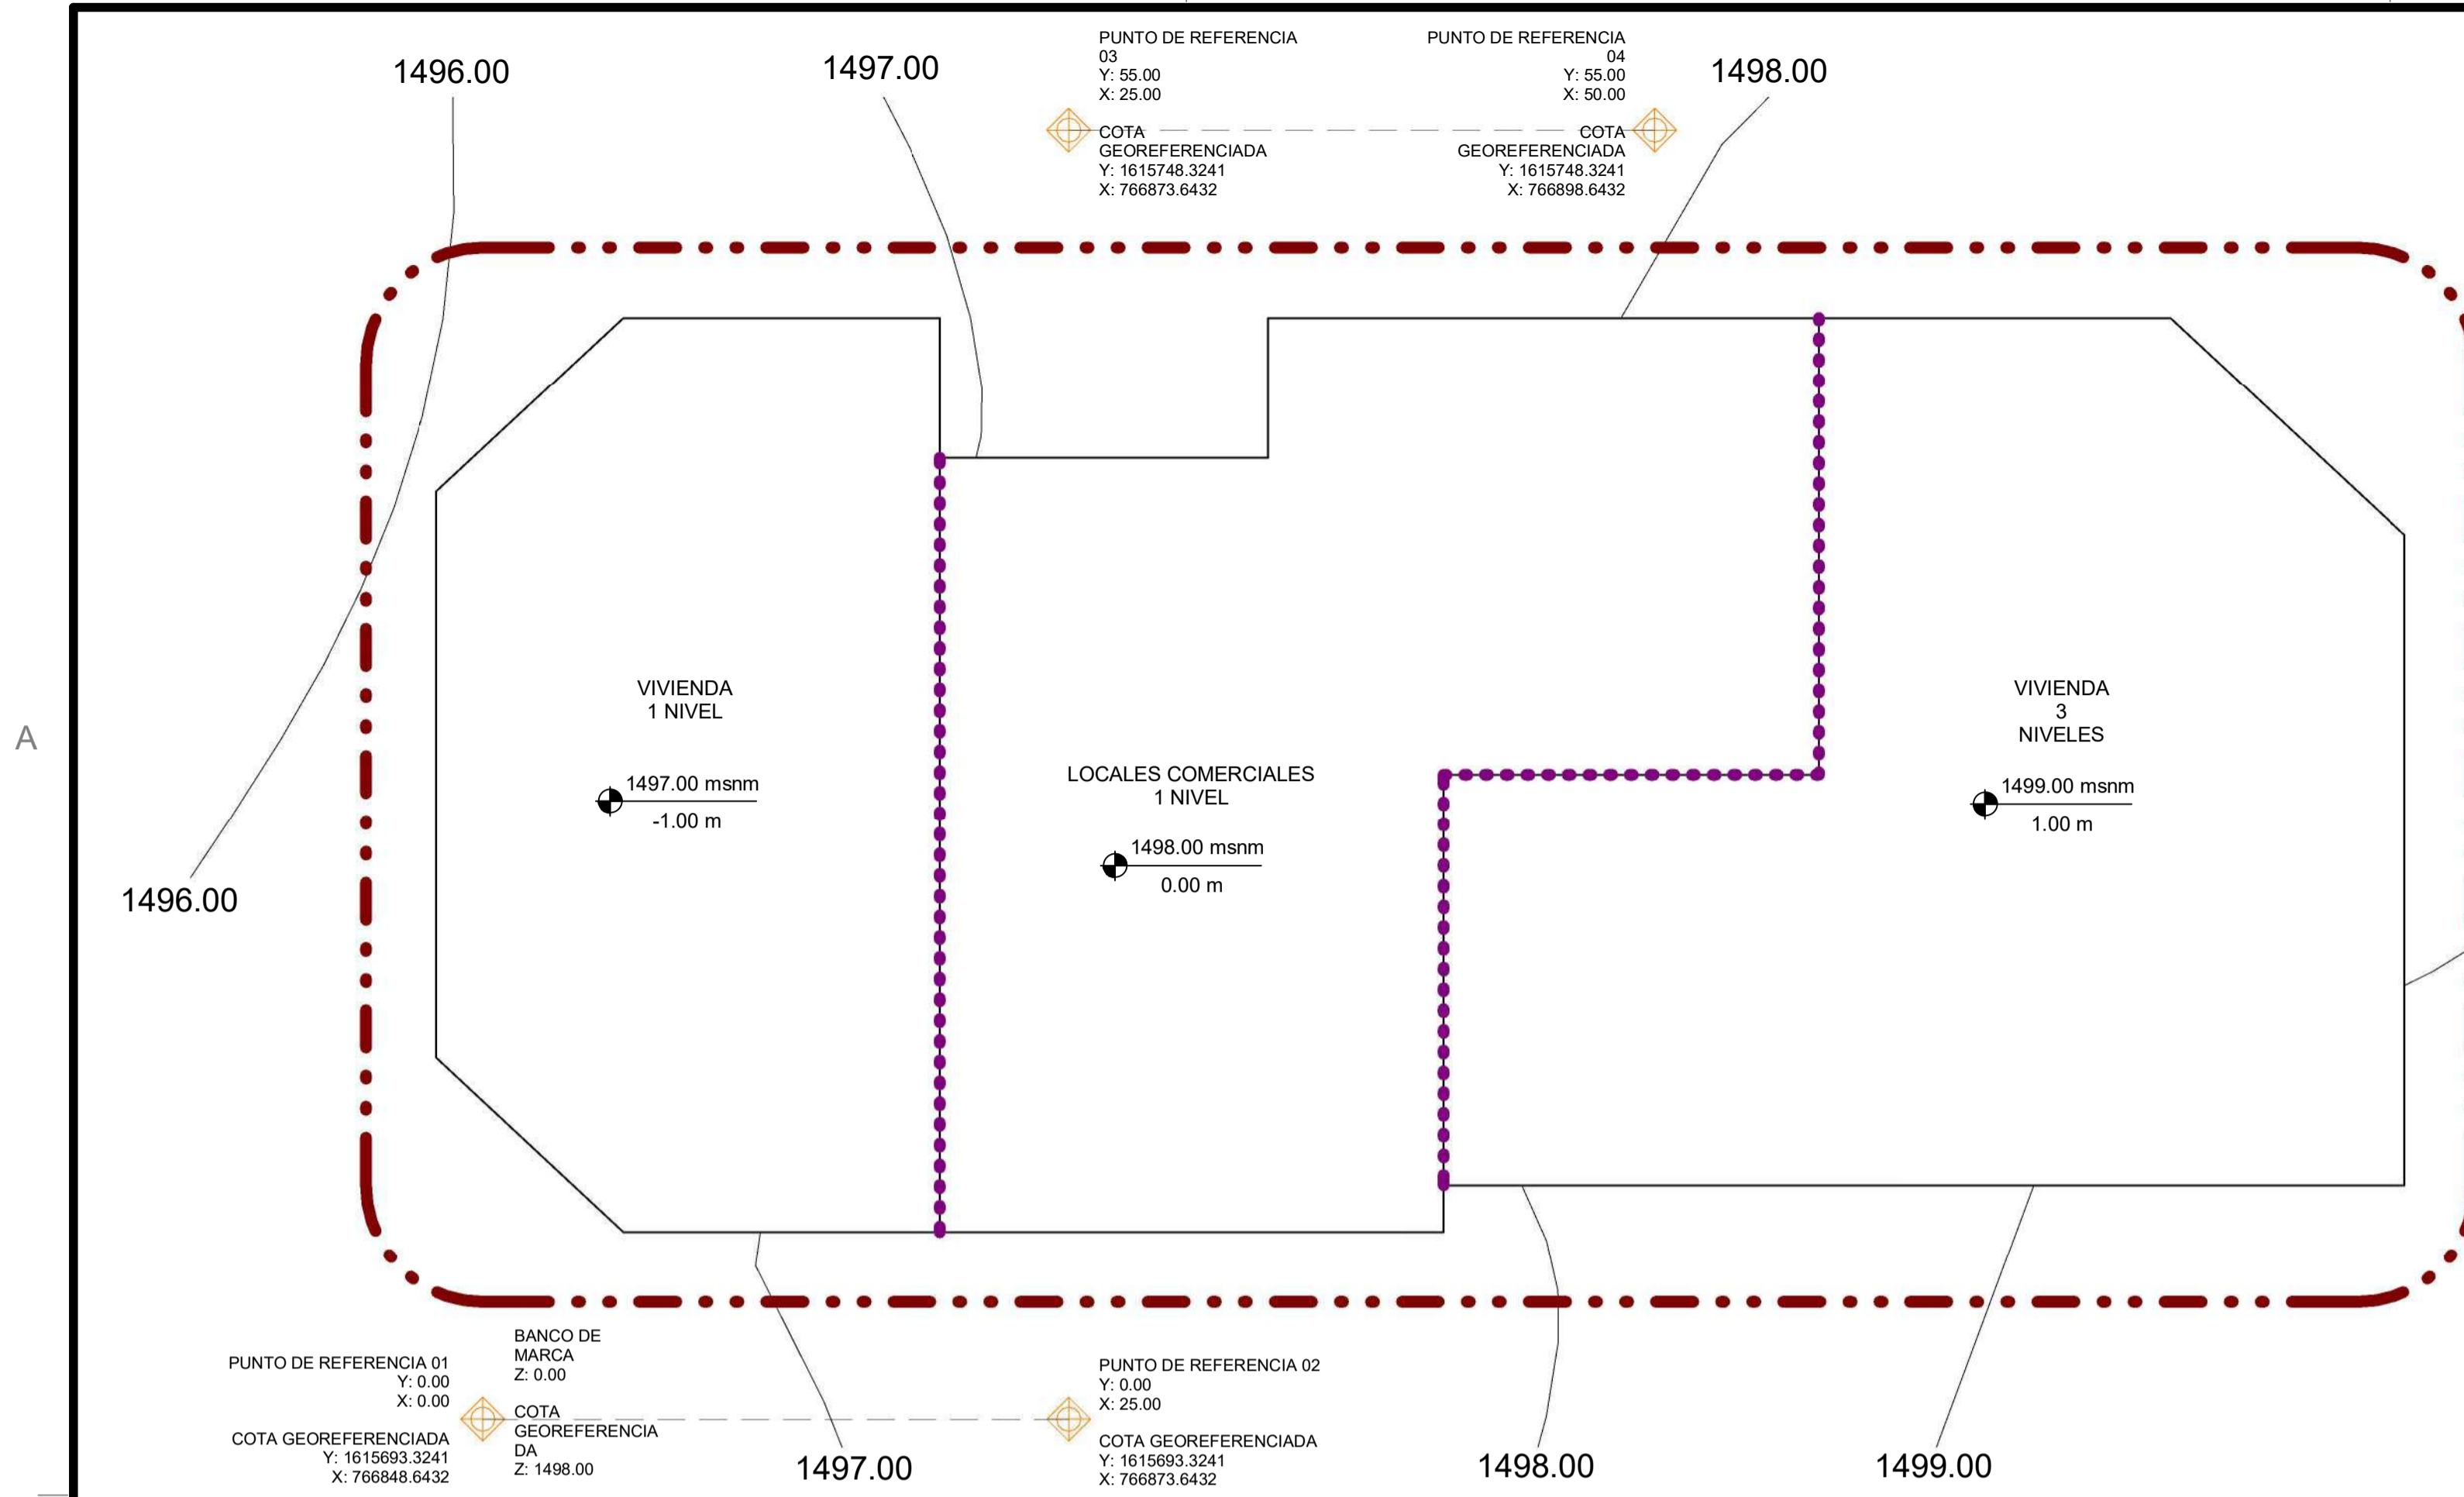 1496.00
1497.00
PUNTO DE REFERENCIA
03
Y: 55.00
X: 25.00
COTA
GEOREFERENCIADA
Y: 1615748.3241
X: 766873.6432
PUNTO DE REFERENCIA
04
Y: 55.00
X: 50.00
COTA
GEOREFERENCIADA
Y: 1615748.3241
X: 766898.6432
1498.00
A
VIVIENDA
1 NIVEL
1497.00 msnm
-1.00 m
LOCALES COMERCIALES
1 NIVEL
1498.00 msnm
0.00 m
VIVIENDA
3
NIVELES
1499.00 msnm
1.00 m
1496.00
PUNTO DE REFERENCIA 01
Y: 0.00
X: 0.00
COTA GEOREFERENCIADA
Y: 1615693.3241
X: 766848.6432
BANCO DE
MARCA
Z: 0.00
COTA
GEOREFERENCIA
DA
Z: 1498.00
1497.00
PUNTO DE REFERENCIA 02
Y: 0.00
X: 25.00
COTA GEOREFERENCIADA
Y: 1615693.3241
X: 766873.6432
1498.00
1499.00